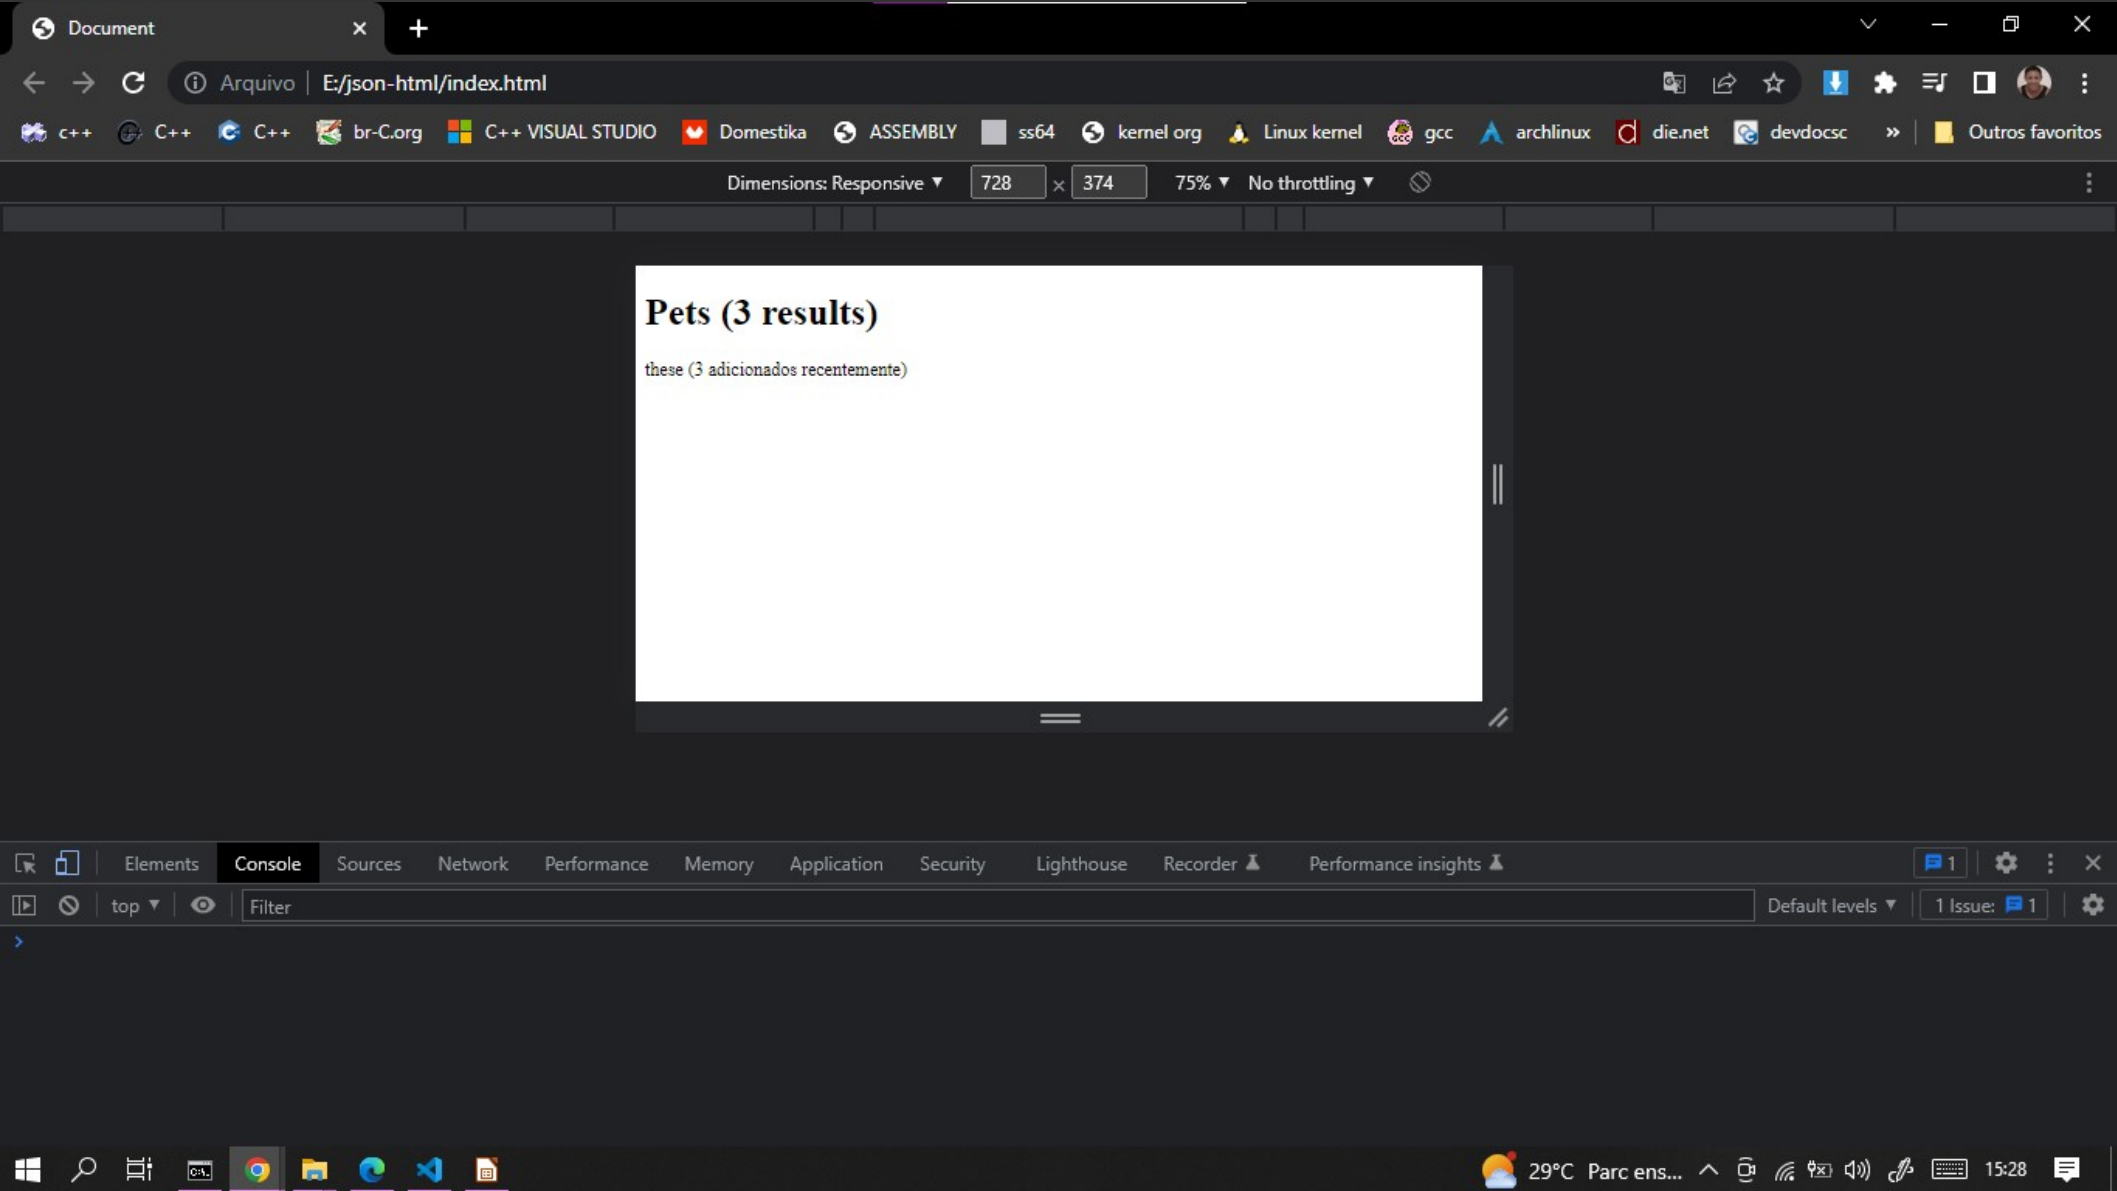 Document
Arquivo E:/json-html/index.html
c++ C++ C++ br-C.org C++ VISUAL STUDIO Domestika ASSEMBLY ss64 kernel org Linux kernel gcc archlinux die.net devdocsc » Outros favoritos
Dimensions: Responsive 728 × 374 75% No throttling
Pets (3 results)
these (3 adicionados recentemente)
Elements Console Sources Network Performance Memory Application Security Lighthouse Recorder Performance insights 1
top Filter Default levels 1 Issue: 1
29°C Parc ens... 15:28